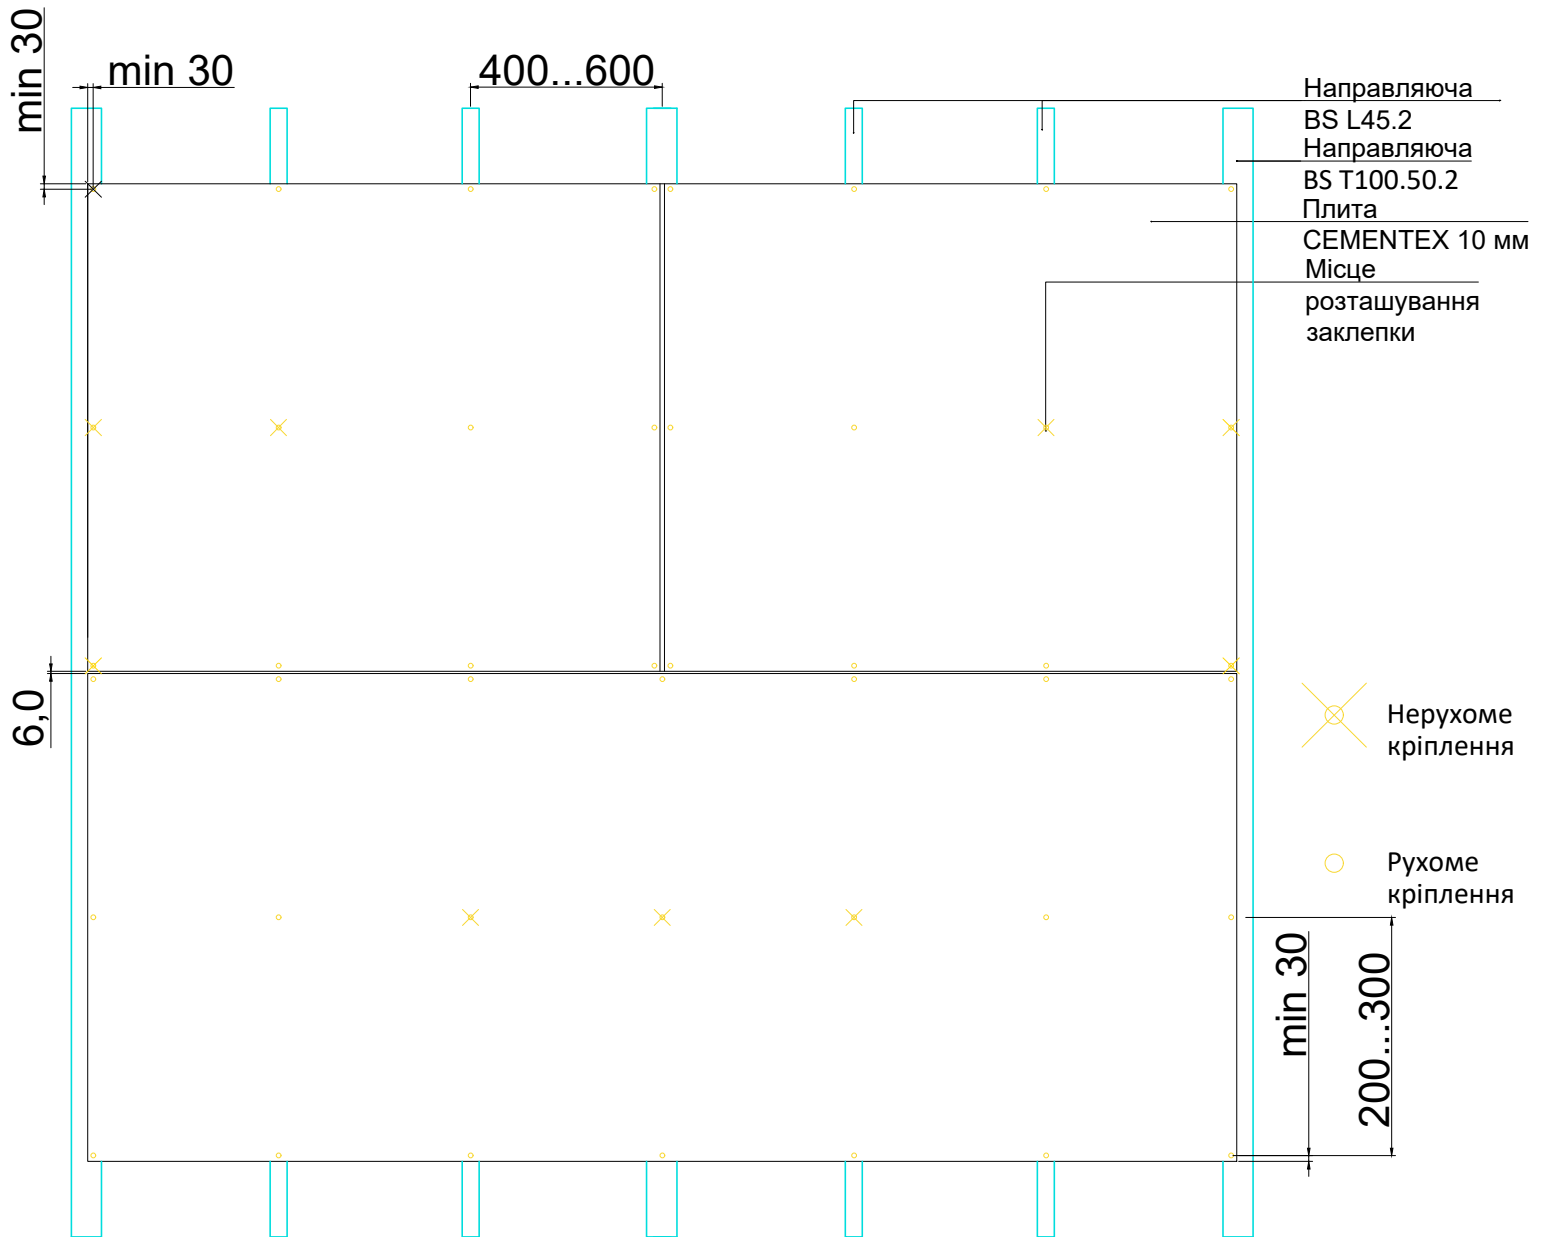 min 30
min 30
400...600
Направляюча
BS L45.2
Направляюча
BS T100.50.2
Плита
CEMENTEX 10 мм
Місце
розташування
заклепки
6,0
Нерухоме
кріплення
Рухоме
кріплення
min 30
200...300